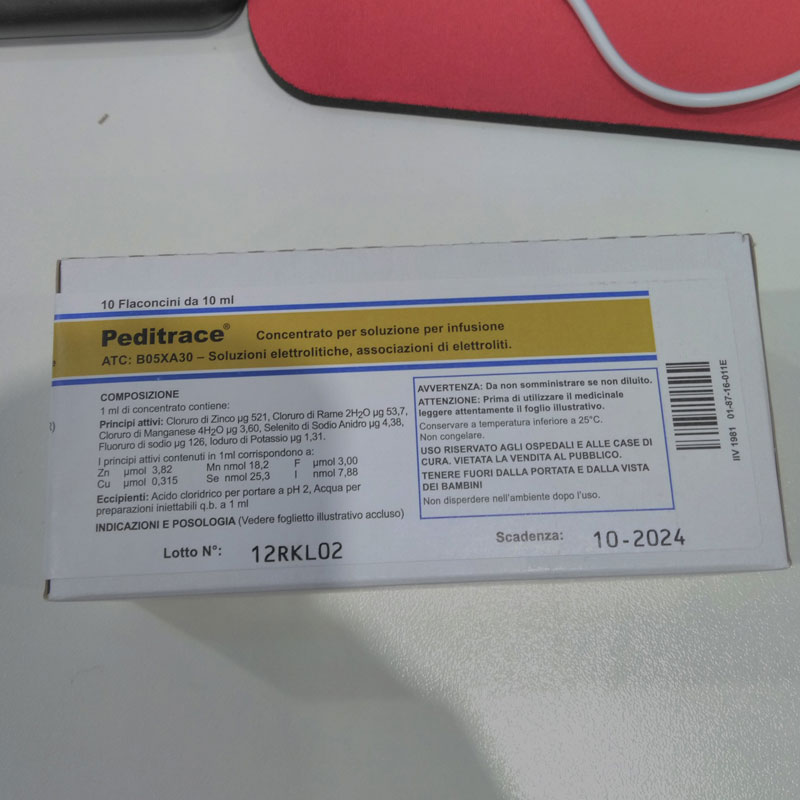 10 Flaconcini da 10 ml
Peditrace® Concentrato per soluzione per infusione
ATC: B05XA30 – Soluzioni elettrolitiche, associazioni di elettroliti.
COMPOSIZIONE
1 ml di concentrato contiene:
Principi attivi: Cloruro di Zinco µg 521, Cloruro di Rame 2H₂O µg 53,7,
Cloruro di Manganese 4H₂O µg 3,60, Selenito di Sodio Anidro µg 4,38,
Fluoruro di sodio µg 126, Ioduro di Potassio µg 1,31.
I principi attivi contenuti in 1ml corrispondono a:
Zn µmol 3,82 Mn nmol 18,2 F µmol 3,00
Cu µmol 0,315 Se nmol 25,3 I nmol 7,88
Eccipienti: Acido cloridrico per portare a pH 2, Acqua per
preparazioni iniettabili q.b. a 1 ml
INDICAZIONI E POSOLOGIA (Vedere foglietto illustrativo accluso)
AVVERTENZA: Da non somministrare se non diluito.
ATTENZIONE: Prima di utilizzare il medicinale
leggere attentamente il foglio illustrativo.
Conservare a temperatura inferiore a 25°C.
Non congelare.
USO RISERVATO AGLI OSPEDALI E ALLE CASE DI
CURA. VIETATA LA VENDITA AL PUBBLICO.
TENERE FUORI DALLA PORTATA E DALLA VISTA
DEI BAMBINI
Non disperdere nell'ambiente dopo l'uso.
Lotto N°: 12RKL02
Scadenza: 10-2024
IIV 1981 01-87-16-011E